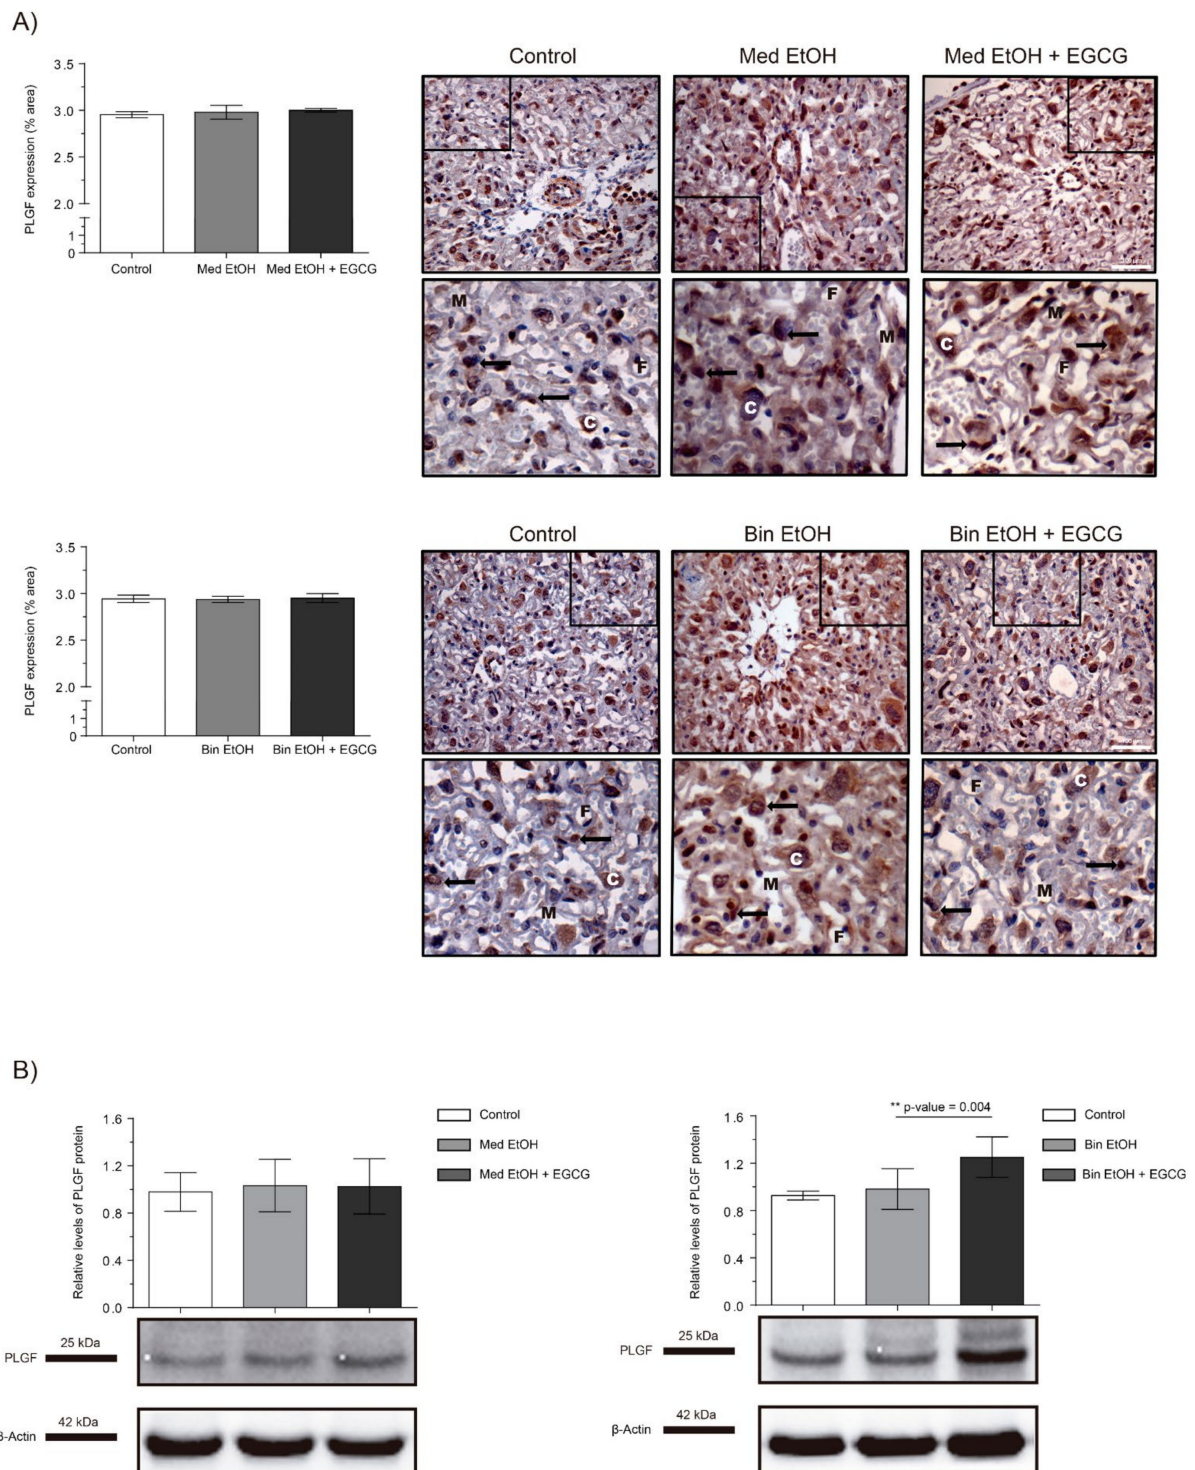 A)
Control
Med EtOH
Med EtOH + EGCG
PLGF expression (% area)
3.5
3.0
2.5
2.0
1
0
Control
Med EtOH
Med EtOH + EGCG
M
F
C
F
M
C
M
C
F
Control
Bin EtOH
Bin EtOH + EGCG
PLGF expression (% area)
3.5
3.0
2.5
2.0
1
0
Control
Bin EtOH
Bin EtOH + EGCG
F
C
M
C
M
F
F
C
M
B)
Relative levels of PLGF protein
1.6
1.2
0.8
0.4
0.0
Control
Med EtOH
Med EtOH + EGCG
25 kDa
PLGF
42 kDa
β-Actin
Relative levels of PLGF protein
1.6
1.2
0.8
0.4
0.0
** p-value = 0.004
Control
Bin EtOH
Bin EtOH + EGCG
25 kDa
PLGF
42 kDa
β-Actin